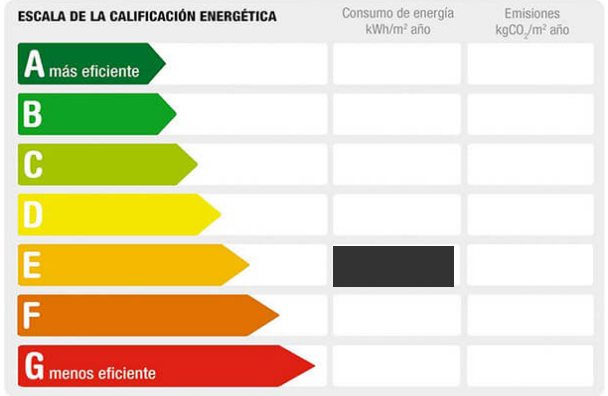 ESCALA DE LA CALIFICACIÓN ENERGÉTICA
Consumo de energía
kWh/m² año
Emisiones
kgCO₂/m² año
A más eficiente
B
C
D
E
F
G menos eficiente